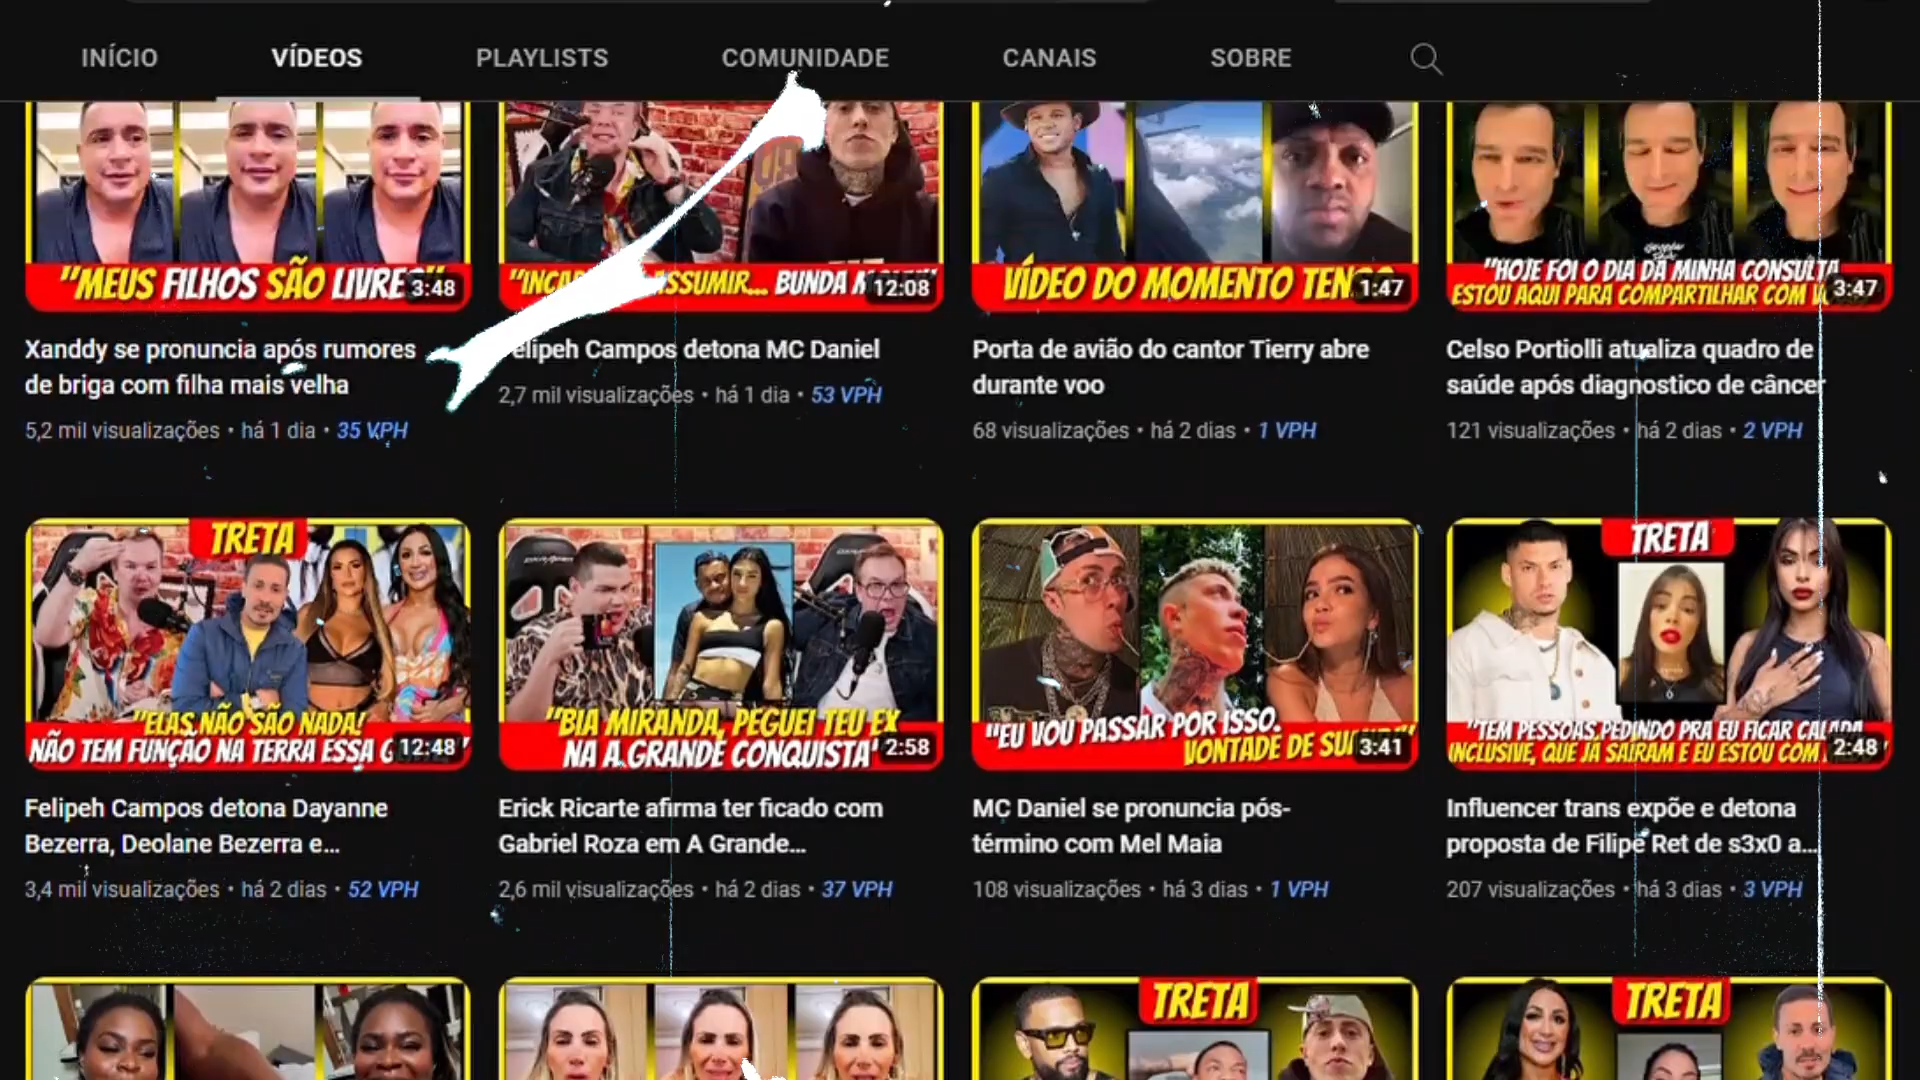 INÍCIO VÍDEOS PLAYLISTS COMUNIDADE CANAIS SOBRE
"MEUS FILHOS SÃO LIVRES" 3:48
ASSUMIR... BUNDA 12:08
VÍDEO DO MOMENTO 1:47
"HOJE FOI O DIA DA MINHA CONSULTA
ESTOU AQUI PARA COMPARTILHAR COM 3:47
Xanddy se pronuncia após rumores
de briga com filha mais velha
5,2 mil visualizações • há 1 dia • 35 VPH
Felipeh Campos detona MC Daniel
2,7 mil visualizações • há 1 dia • 53 VPH
Porta de avião do cantor Tierry abre
durante voo
68 visualizações • há 2 dias • 1 VPH
Celso Portiolli atualiza quadro de
saúde após diagnostico de câncer
121 visualizações • há 2 dias • 2 VPH
TRETA
"ELAS NÃO SÃO NADA!
NÃO TEM FUNÇÃO NA TERRA ESSA 12:48
"BIA MIRANDA, PEGUEI TEU EX
NA A GRANDE CONQUISTA" 2:58
"EU VOU PASSAR POR ISSO.
VONTADE DE 3:41
TRETA
"TEM PESSOAS PEDINDO PRA EU FICAR CALADA
INCLUSIVE, QUE JÁ SAÍRAM E EU ESTOU COM 2:48
Felipeh Campos detona Dayanne
Bezerra, Deolane Bezerra e...
3,4 mil visualizações • há 2 dias • 52 VPH
Erick Ricarte afirma ter ficado com
Gabriel Roza em A Grande...
2,6 mil visualizações • há 2 dias • 37 VPH
MC Daniel se pronuncia pós-
término com Mel Maia
108 visualizações • há 3 dias • 1 VPH
Influencer trans expõe e detona
proposta de Filipe Ret de s3x0 a...
207 visualizações • há 3 dias • 3 VPH
TRETA
TRETA